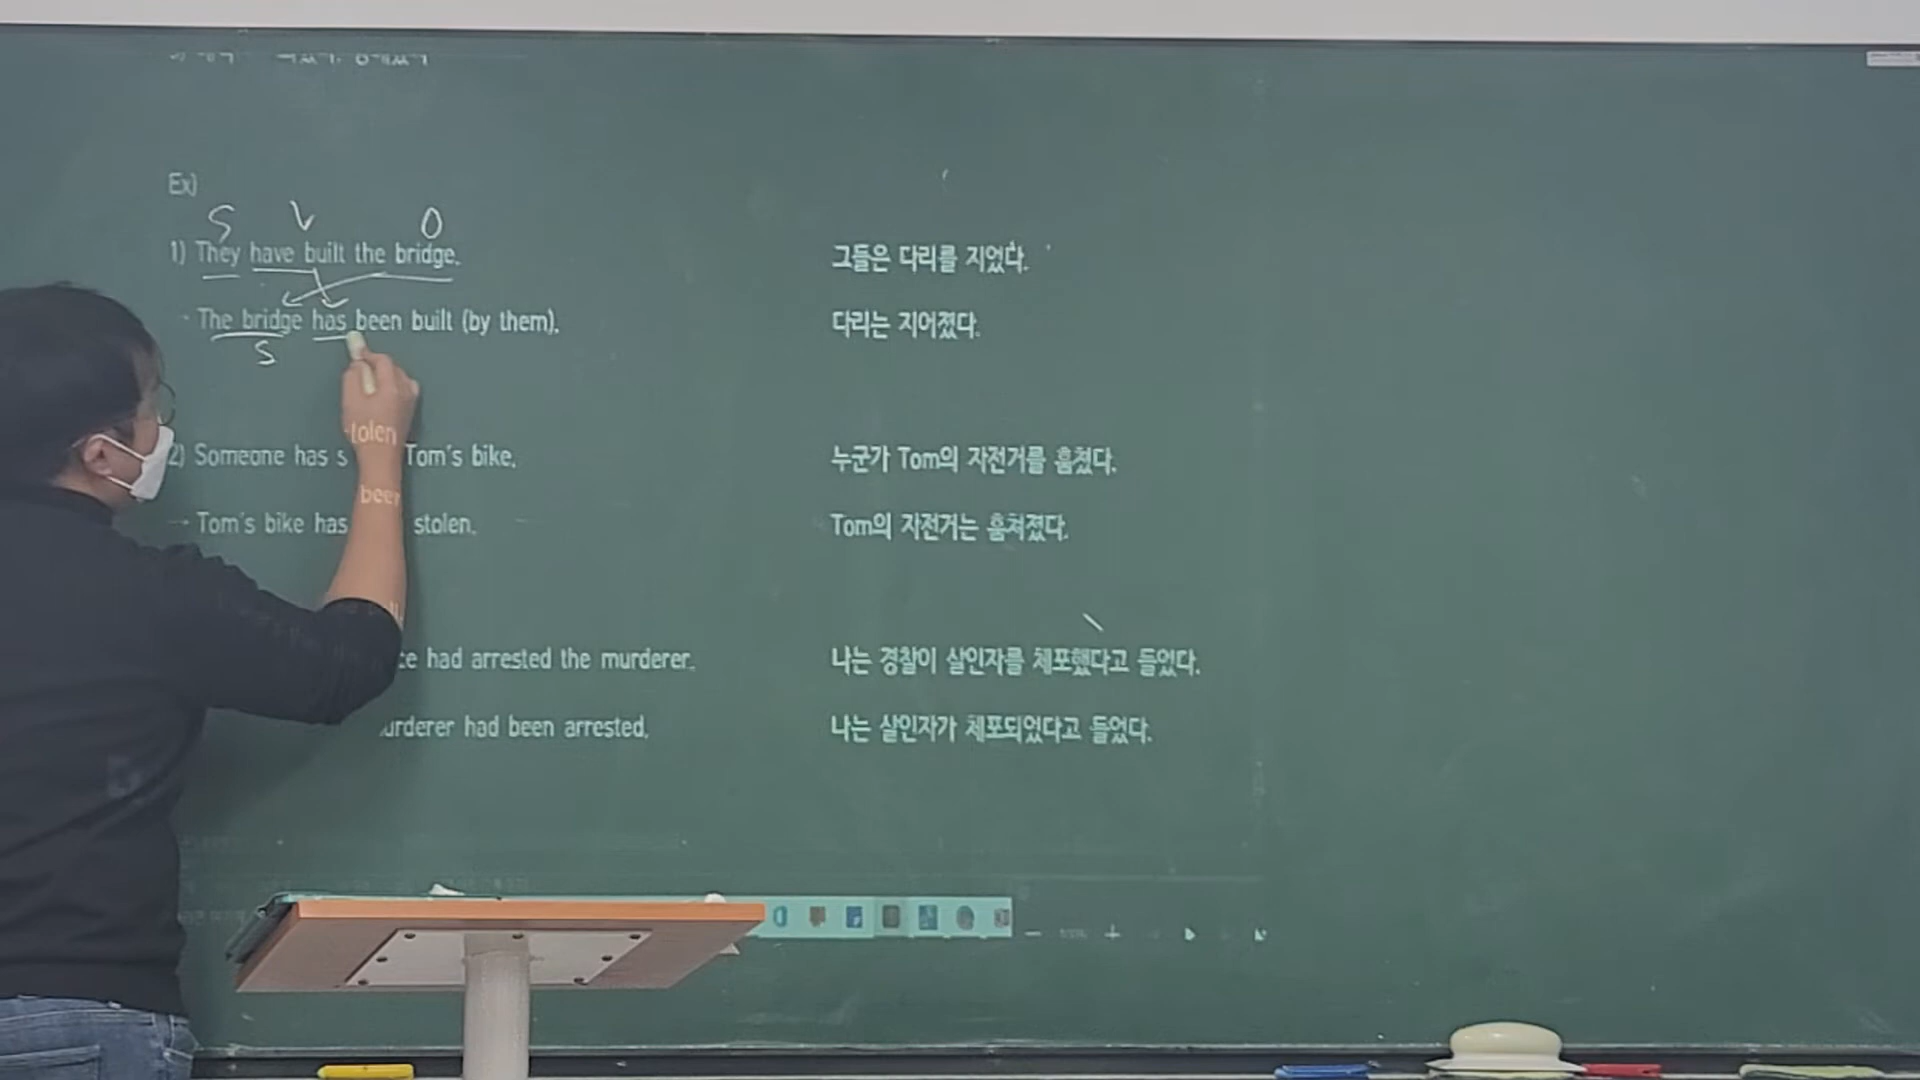 Ex)
S V O
1) They have built the bridge. 그들은 다리를 지었다.
→ The bridge has been built (by them). 다리는 지어졌다.
S
2) Someone has stolen Tom's bike. 누군가 Tom의 자전거를 훔쳤다.
→ Tom's bike has been stolen. Tom의 자전거는 훔쳐졌다.
had arrested the murderer. 나는 경찰이 살인자를 체포했다고 들었다.
had been arrested. 나는 살인자가 체포되었다고 들었다.